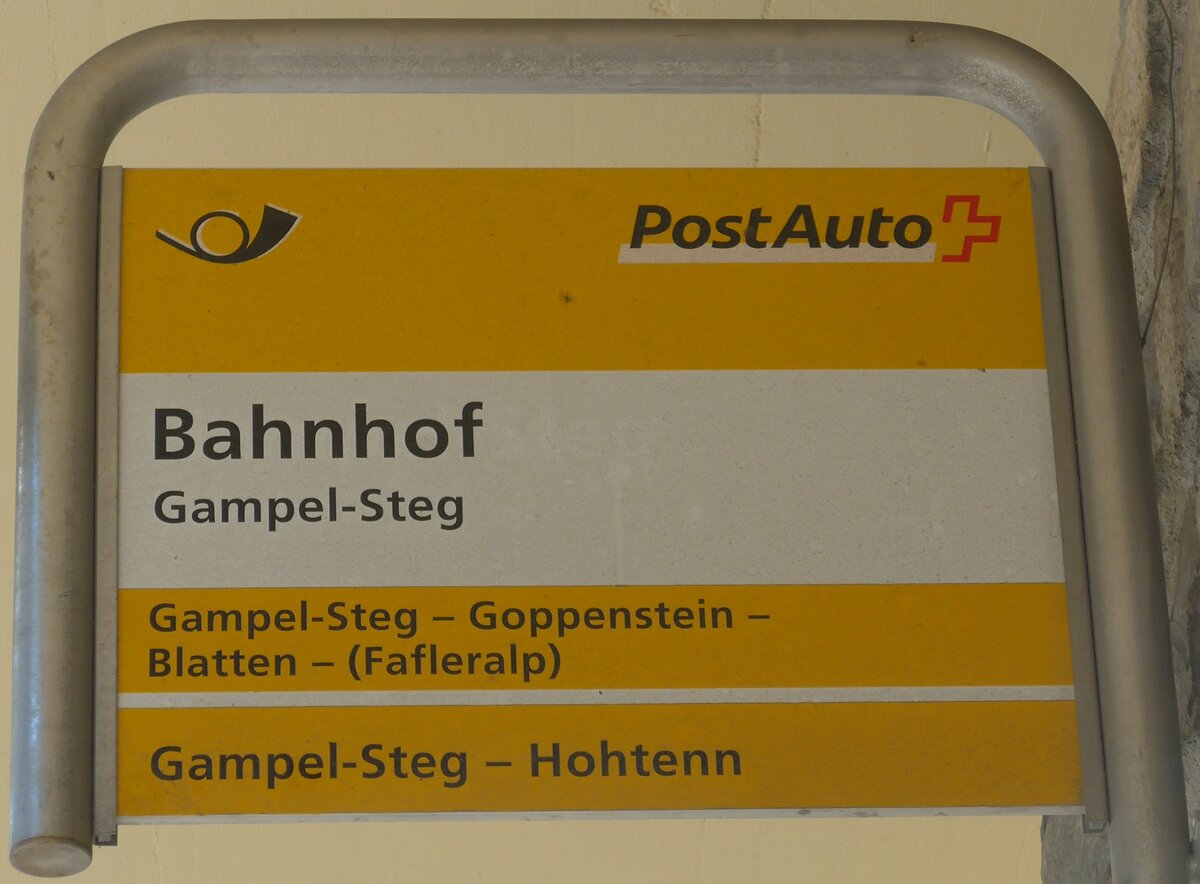 PostAuto
Bahnhof
Gampel-Steg
Gampel-Steg – Goppenstein –
Blatten – (Fafleralp)
Gampel-Steg – Hohtenn